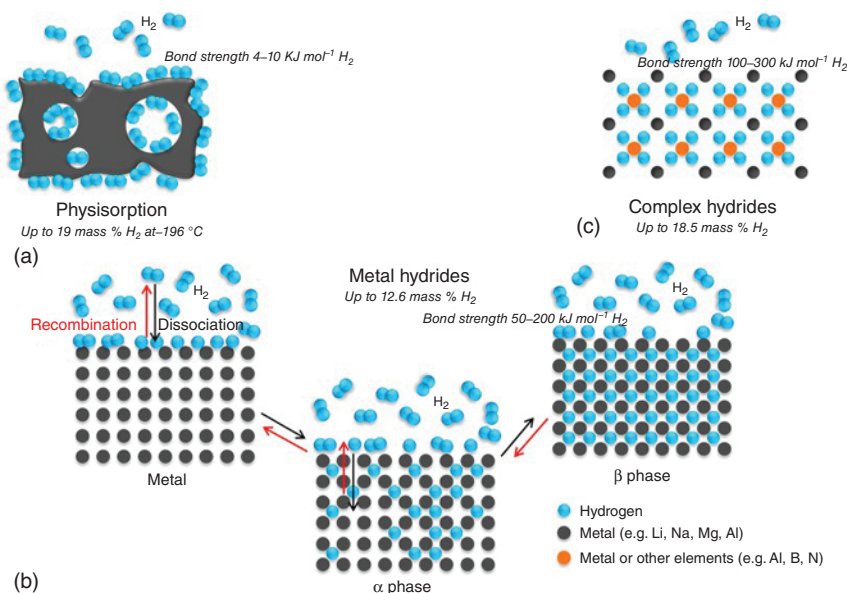 H₂
Bond strength 4–10 KJ mol⁻¹ H₂
Physisorption
Up to 19 mass % H₂ at–196 °C
(a)
H₂
Bond strength 100–300 kJ mol⁻¹ H₂
Complex hydrides
(c)
Up to 18.5 mass % H₂
H₂
Recombination
Dissociation
Metal
Metal hydrides
Up to 12.6 mass % H₂
Bond strength 50–200 kJ mol⁻¹ H₂
H₂
α phase
H₂
β phase
Hydrogen
Metal (e.g. Li, Na, Mg, Al)
Metal or other elements (e.g. Al, B, N)
(b)